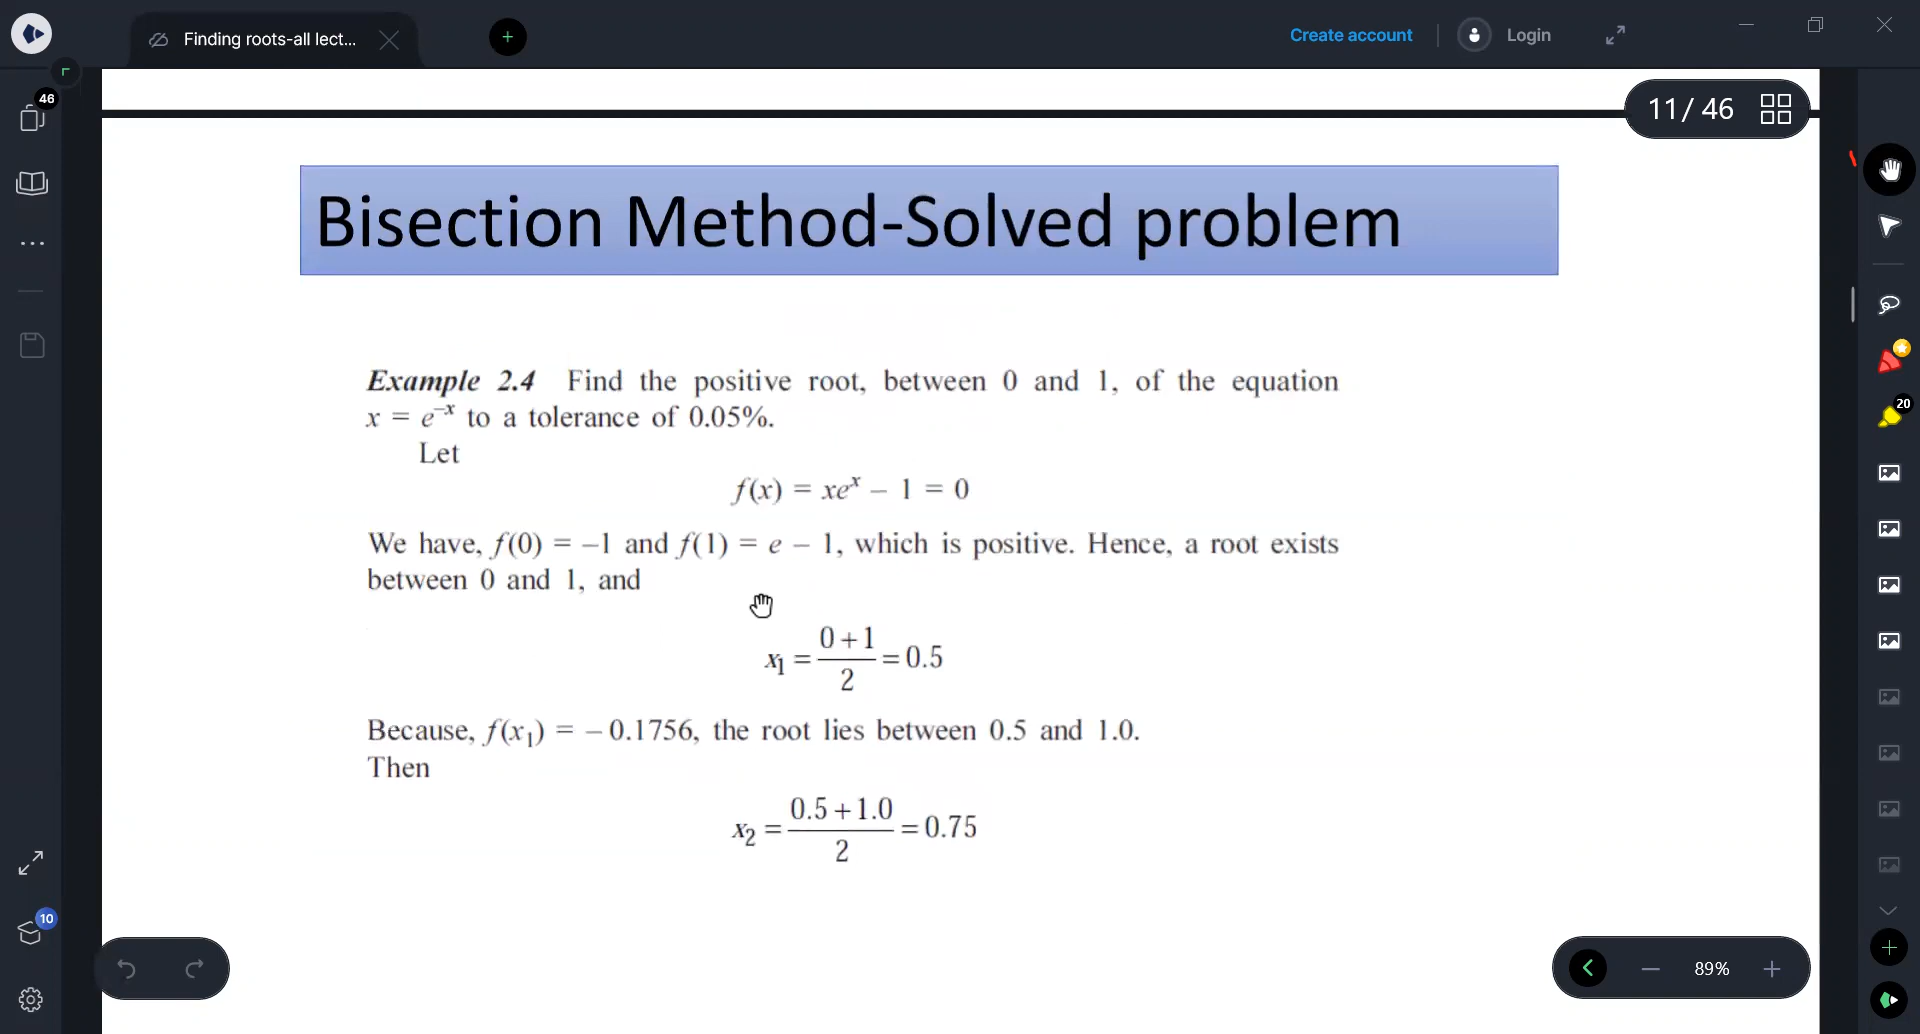 Finding roots-all lect...
Create account
Login
46
11 / 46
Bisection Method-Solved problem
Example 2.4 Find the positive root, between 0 and 1, of the equation
x = e⁻ˣ to a tolerance of 0.05%.
Let
f(x) = xeˣ – 1 = 0
We have, f(0) = –1 and f(1) = e – 1, which is positive. Hence, a root exists
between 0 and 1, and
x₁ = (0 + 1)/2 = 0.5
Because, f(x₁) = – 0.1756, the root lies between 0.5 and 1.0.
Then
x₂ = (0.5 + 1.0)/2 = 0.75
20
10
89%